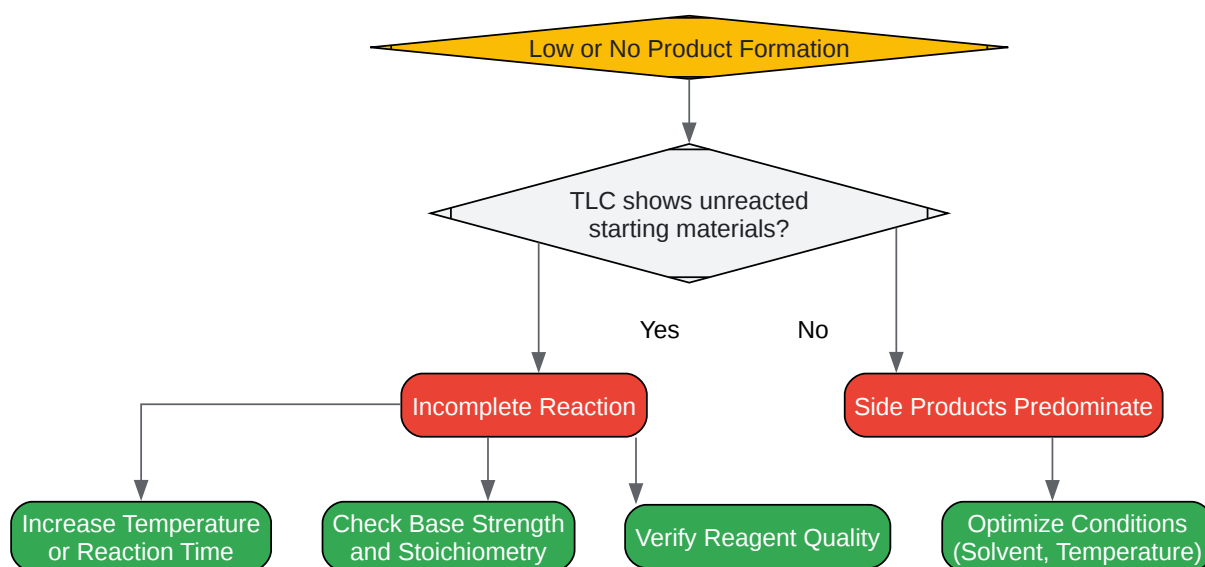 Low or No Product Formation
TLC shows unreacted
starting materials?
Yes
No
Incomplete Reaction
Side Products Predominate
Increase Temperature
or Reaction Time
Check Base Strength
and Stoichiometry
Verify Reagent Quality
Optimize Conditions
(Solvent, Temperature)